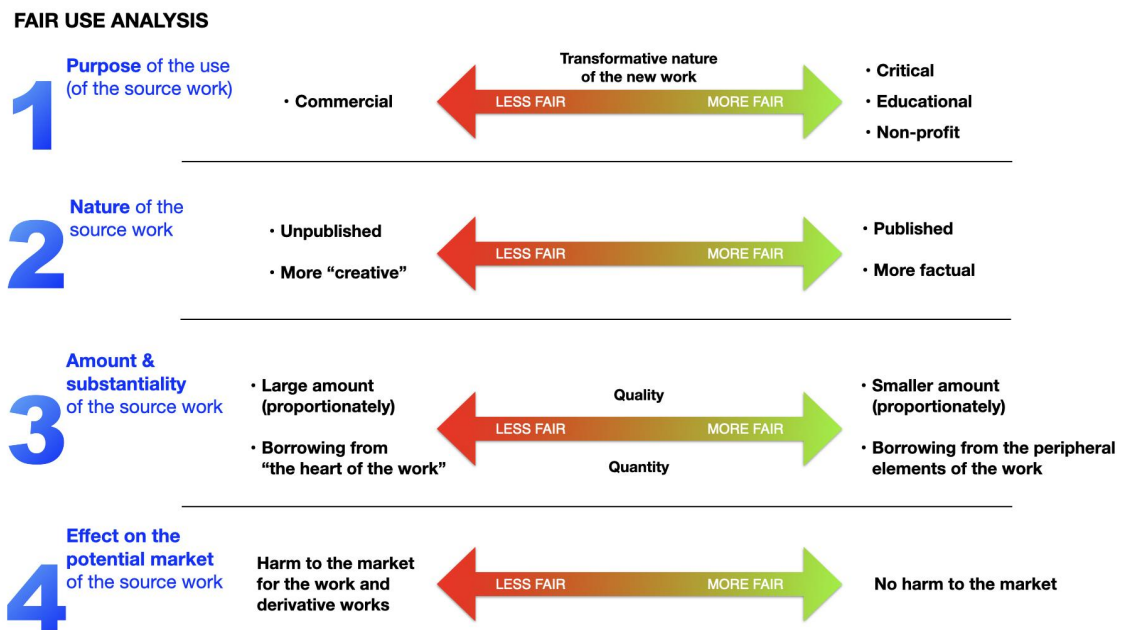 FAIR USE ANALYSIS
1
Purpose of the use
(of the source work)
• Commercial
Transformative nature
of the new work
LESS FAIR
MORE FAIR
• Critical
• Educational
• Non-profit
2
Nature of the
source work
• Unpublished
• More “creative”
LESS FAIR
MORE FAIR
• Published
• More factual
3
Amount &
substantiality
of the source work
• Large amount
(proportionately)
• Borrowing from
“the heart of the work”
Quality
LESS FAIR
MORE FAIR
Quantity
• Smaller amount
(proportionately)
• Borrowing from the peripheral
elements of the work
4
Effect on the
potential market
of the source work
Harm to the market
for the work and
derivative works
LESS FAIR
MORE FAIR
No harm to the market